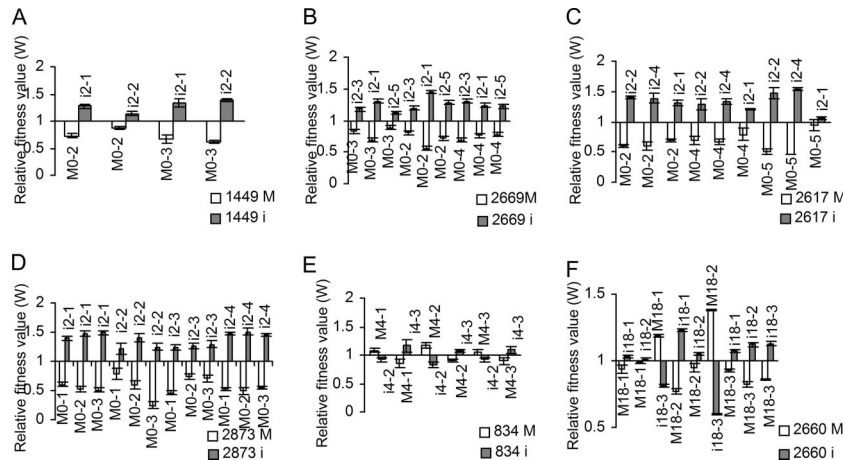 A
Relative fitness value (W)
2
1.5
1
0.5
0
i2-1
i2-2
i2-1
i2-2
M0-2
M0-2
M0-3
M0-3
1449 M
1449 i
B
Relative fitness value (W)
2
1.5
1
0.5
0
i2-3
i2-1
i2-5
i2-3
i2-1
i2-5
i2-3
i2-1
i2-5
M0-3
M0-3
M0-3
M0-2
M0-2
M0-2
M0-4
M0-4
M0-4
2669M
2669 i
C
Relative fitness value (W)
2
1.5
1
0.5
0
i2-2
i2-4
i2-1
i2-2
i2-4
i2-1
i2-2
i2-4
i2-1
M0-2
M0-2
M0-2
M0-4
M0-4
M0-4
M0-5
M0-5
M0-5
2617 M
2617 i
D
Relative fitness value (W)
2
1.5
1
0.5
0
i2-1
i2-1
i2-1
i2-2
i2-2
i2-2
i2-3
i2-3
i2-3
i2-4
i2-4
i2-4
M0-1
M0-2
M0-3
M0-1
M0-2
M0-3
M0-1
M0-2
M0-3
M0-1
M0-2
M0-3
2873 M
2873 i
E
Relative fitness value (W)
2
1.5
1
0.5
0
M4-1
i4-3
M4-2
i4-3
M4-3
i4-3
i4-2
M4-1
i4-2
M4-2
i4-2
M4-3
834 M
834 i
F
Relative fitness value (W)
1.5
1
0.5
i18-1
i18-2
M18-1
i18-1
i18-2
M18-2
i18-1
i18-2
i18-3
M18-1
M18-1
i18-3
M18-2
M18-2
i18-3
M18-3
M18-3
M18-3
2660 M
2660 i